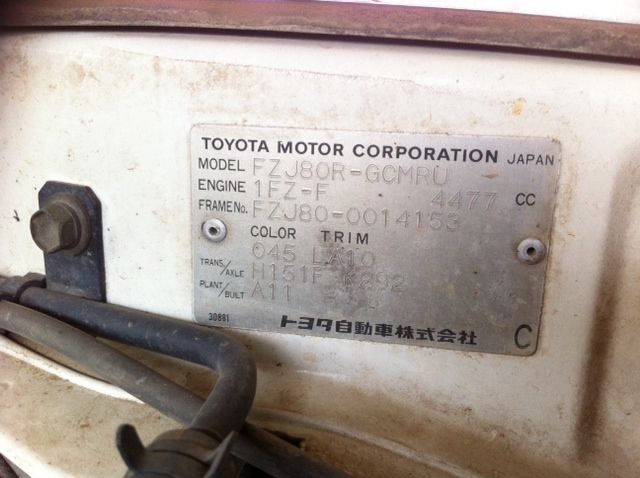 TOYOTA MOTOR CORPORATION JAPAN
MODEL FZJ80R-GCMRU
ENGINE 1FZ-F 4477 CC
FRAME No. FZJ80-0014153
COLOR TRIM
045 LA10
TRANS/AXLE H151F K292
PLANT/BUILT A11
30881 トヨタ自動車株式会社 C